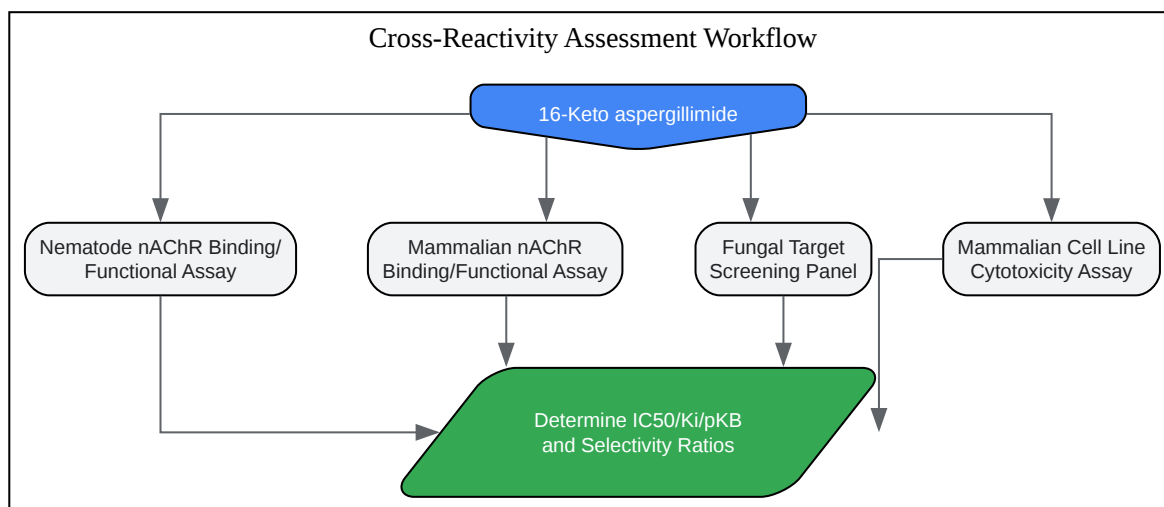 Cross-Reactivity Assessment Workflow
16-Keto aspergillimide
Nematode nAChR Binding/
Functional Assay
Mammalian nAChR
Binding/Functional Assay
Fungal Target
Screening Panel
Mammalian Cell Line
Cytotoxicity Assay
Determine IC50/Ki/pKB
and Selectivity Ratios